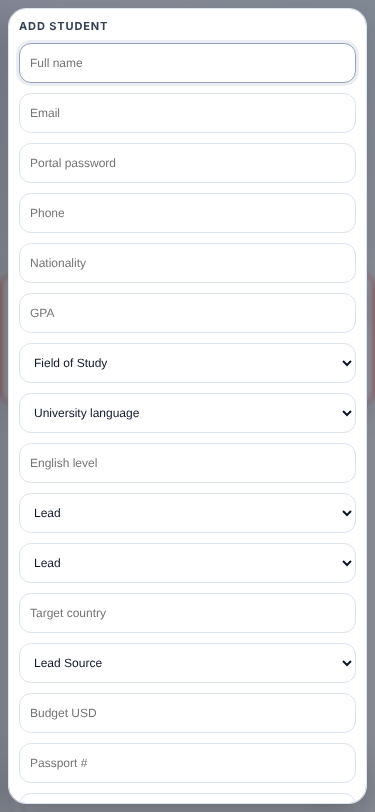 ADD STUDENT
Full name
Email
Portal password
Phone
Nationality
GPA
Field of Study
University language
English level
Lead
Lead
Target country
Lead Source
Budget USD
Passport #